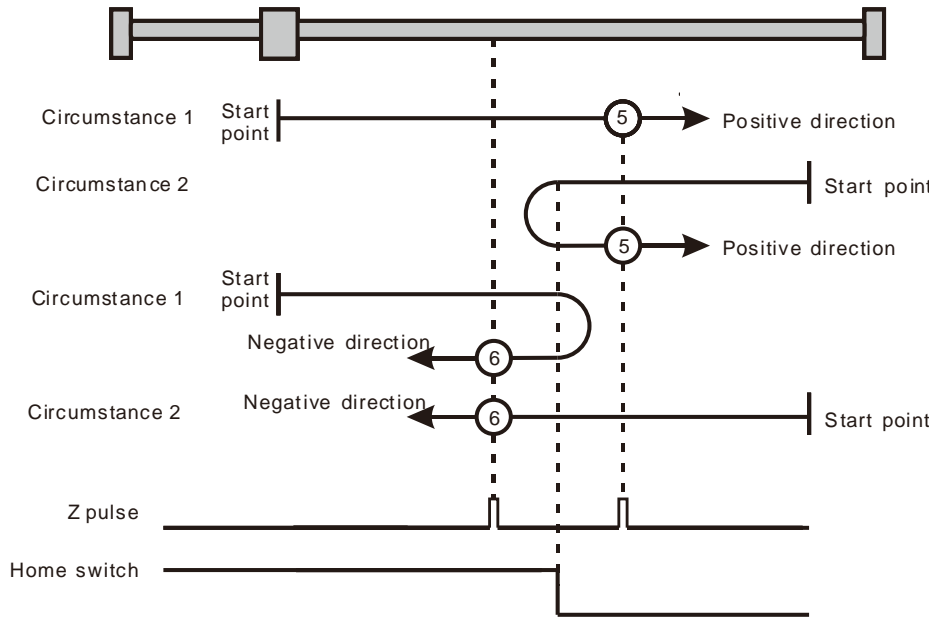 Circumstance 1
Start
point
5
Positive direction
Circumstance 2
Start point
5
Positive direction
Circumstance 1
Start
point
Negative direction
6
Circumstance 2
Negative direction
6
Start point
Z pulse
Home switch